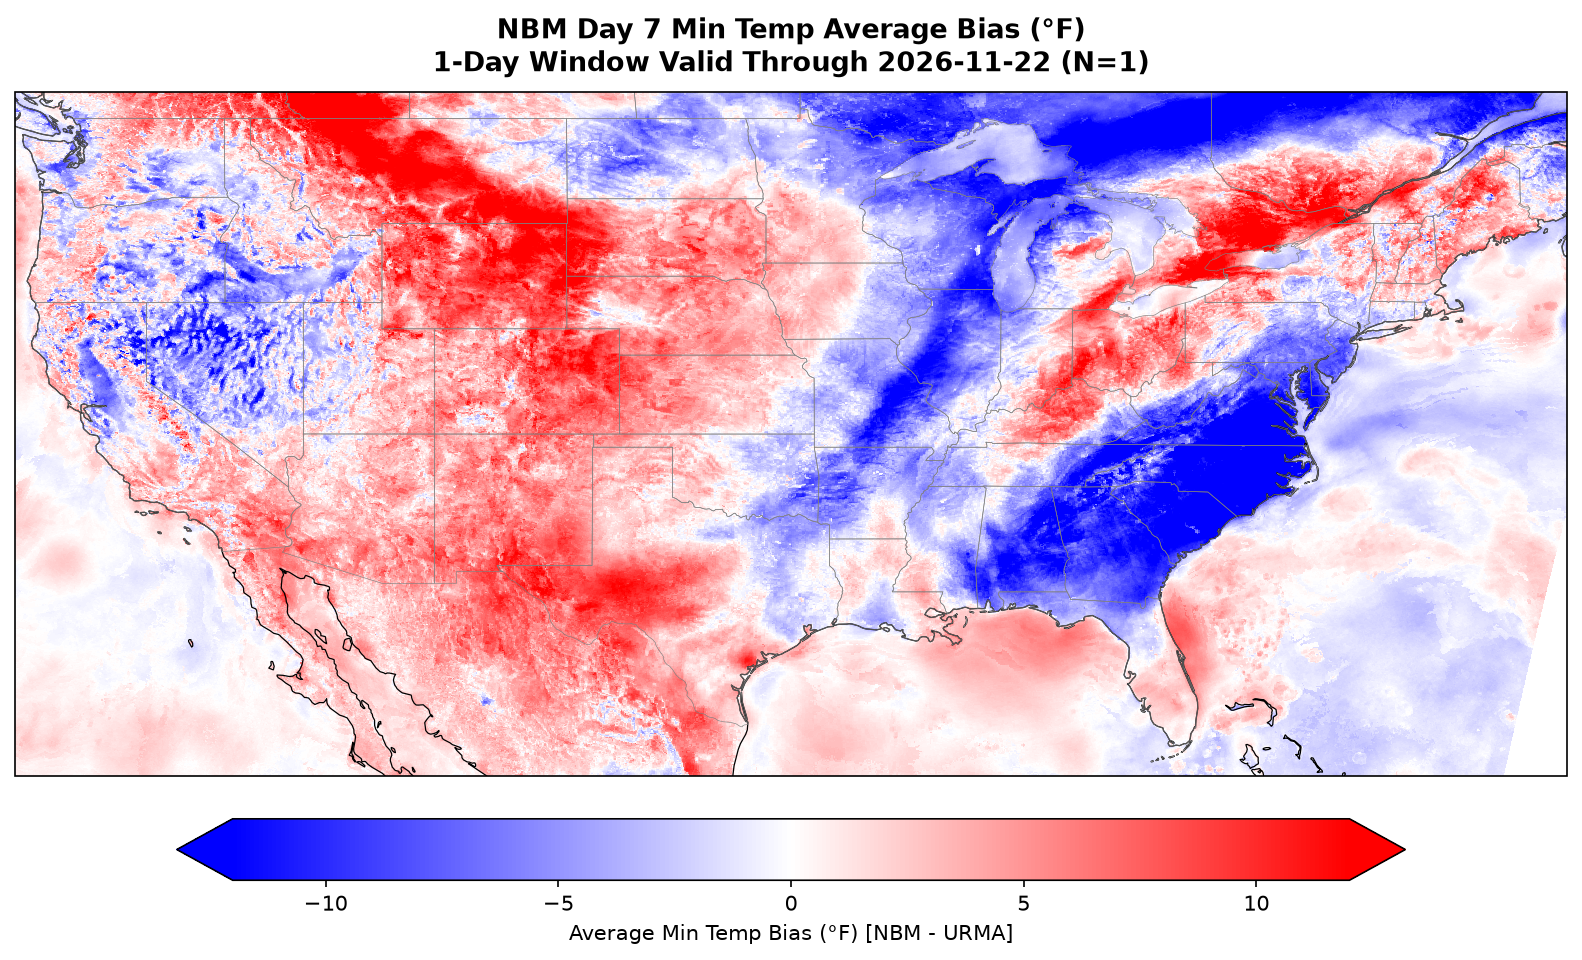 NBM Day 7 Min Temp Average Bias (°F)
1-Day Window Valid Through 2026-11-22 (N=1)
−10 −5 0 5 10
Average Min Temp Bias (°F) [NBM - URMA]